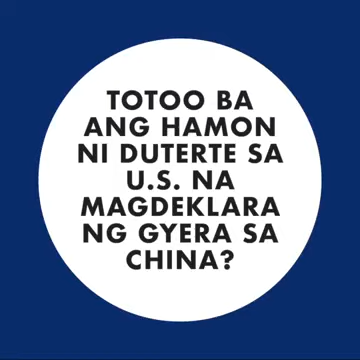 TOTOO BA
ANG HAMON
NI DUTERTE SA
U.S. NA
MAGDEKLARA
NG GYERA SA
CHINA?